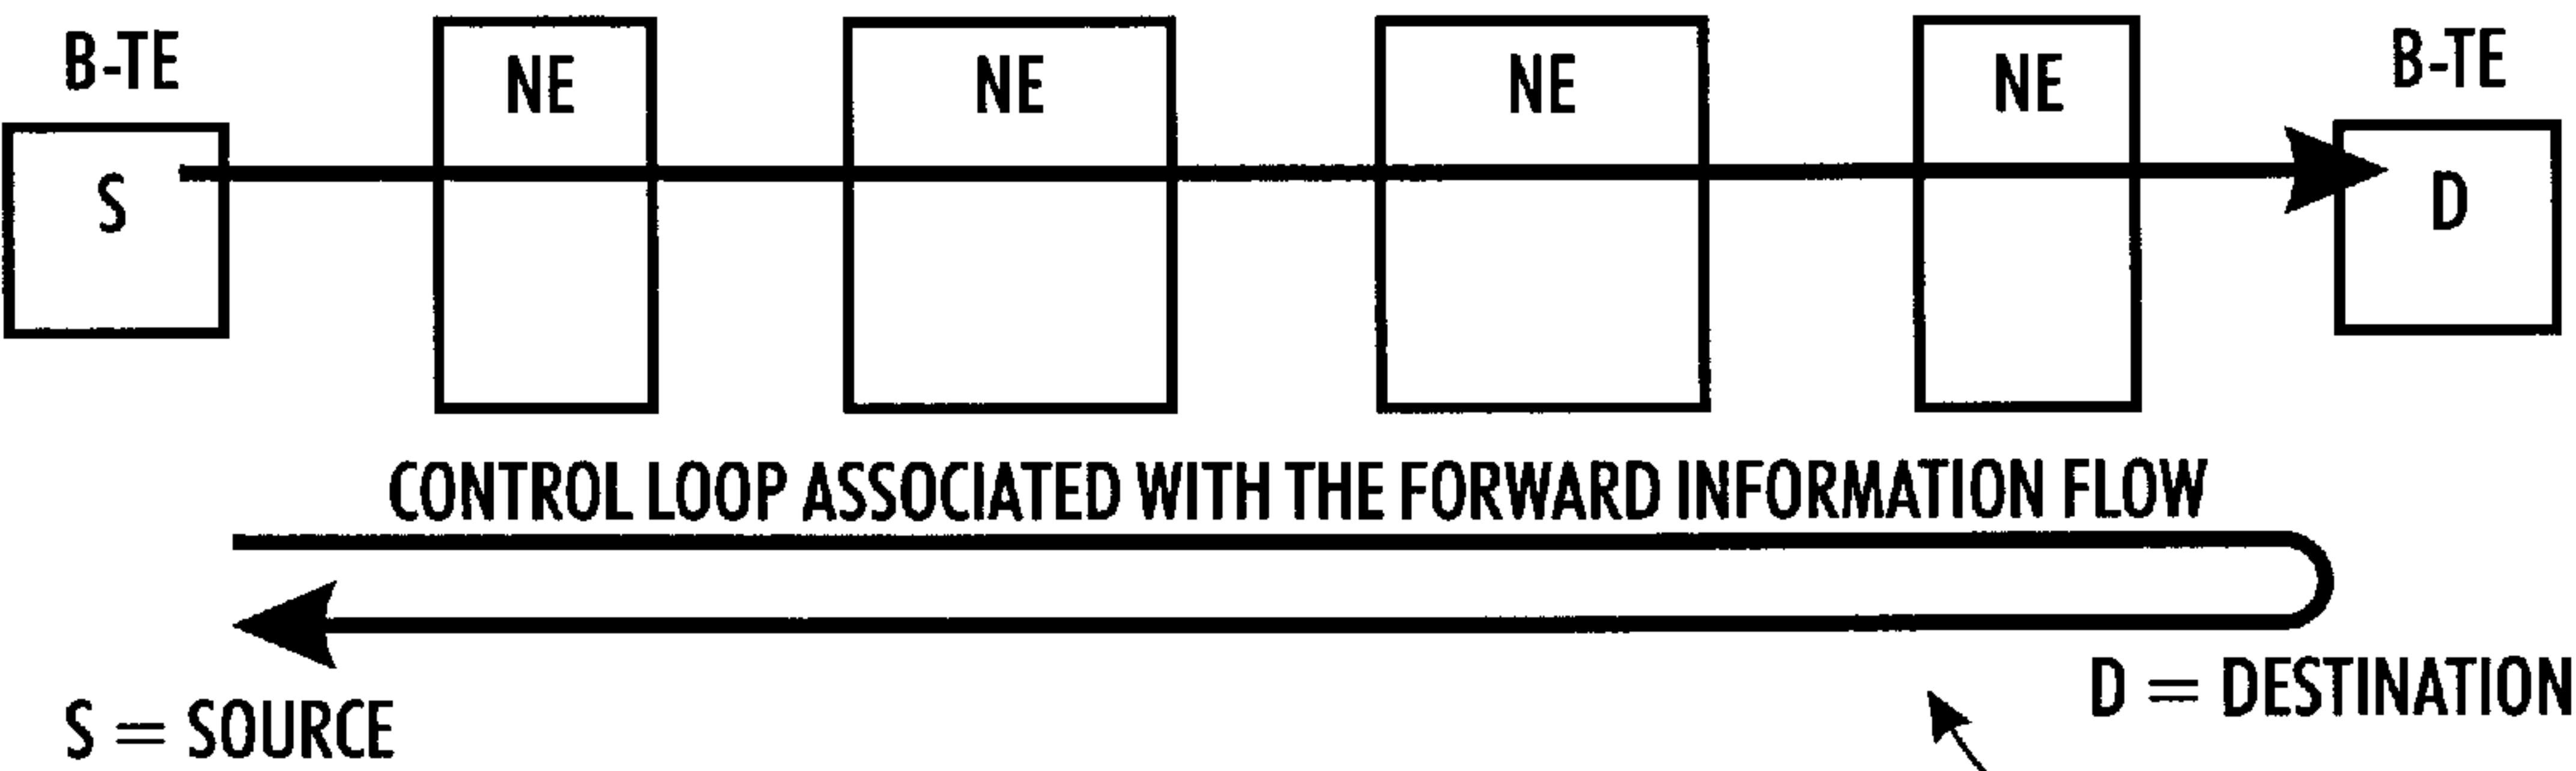 B-TE NE NE NE NE B-TE
S D
CONTROL LOOP ASSOCIATED WITH THE FORWARD INFORMATION FLOW
D = DESTINATION
S = SOURCE